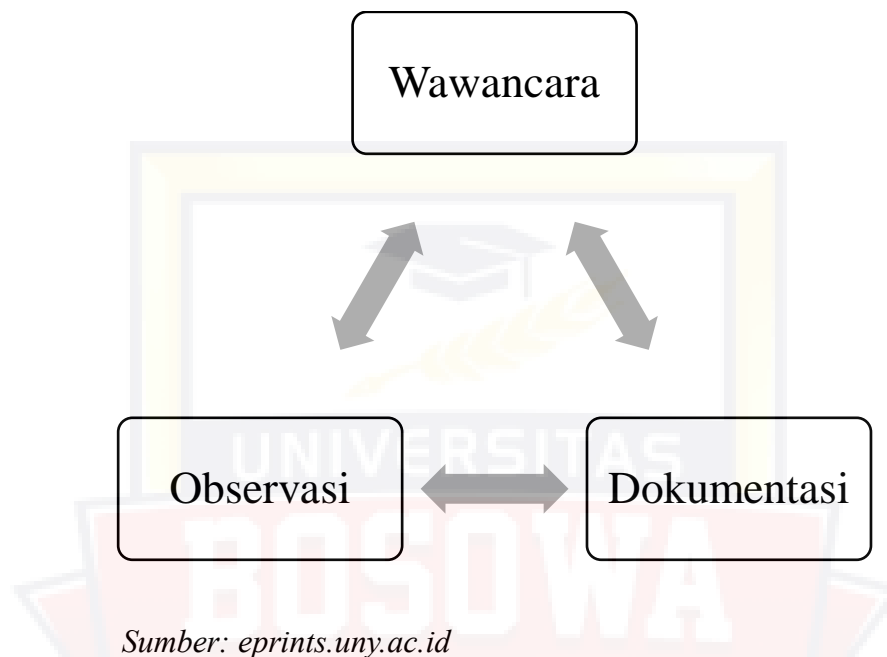 Wawancara
UNIVERSITAS
Observasi
Dokumentasi
BOSOWA
Sumber: eprints.uny.ac.id